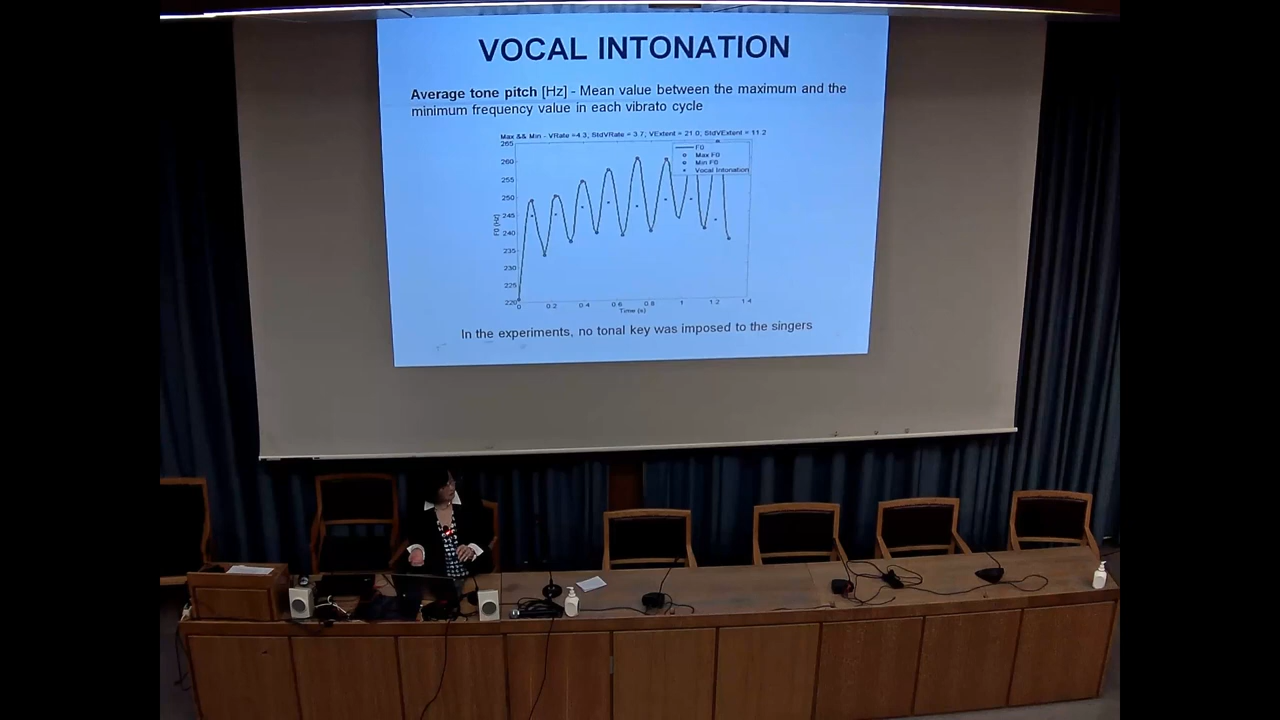 VOCAL INTONATION
Average tone pitch [Hz] - Mean value between the maximum and the
minimum frequency value in each vibrato cycle
Max && Min - VRate =4.3; StdVRate = 3.7; VExtent = 21.0; StdVExtent = 11.2
265
260
255
250
245
240
235
230
225
220
F0 (Hz)
F0
Max F0
Min F0
Vocal Intonation
0 0.2 0.4 0.6 0.8 1 1.2 1.4
Time (s)
In the experiments, no tonal key was imposed to the singers